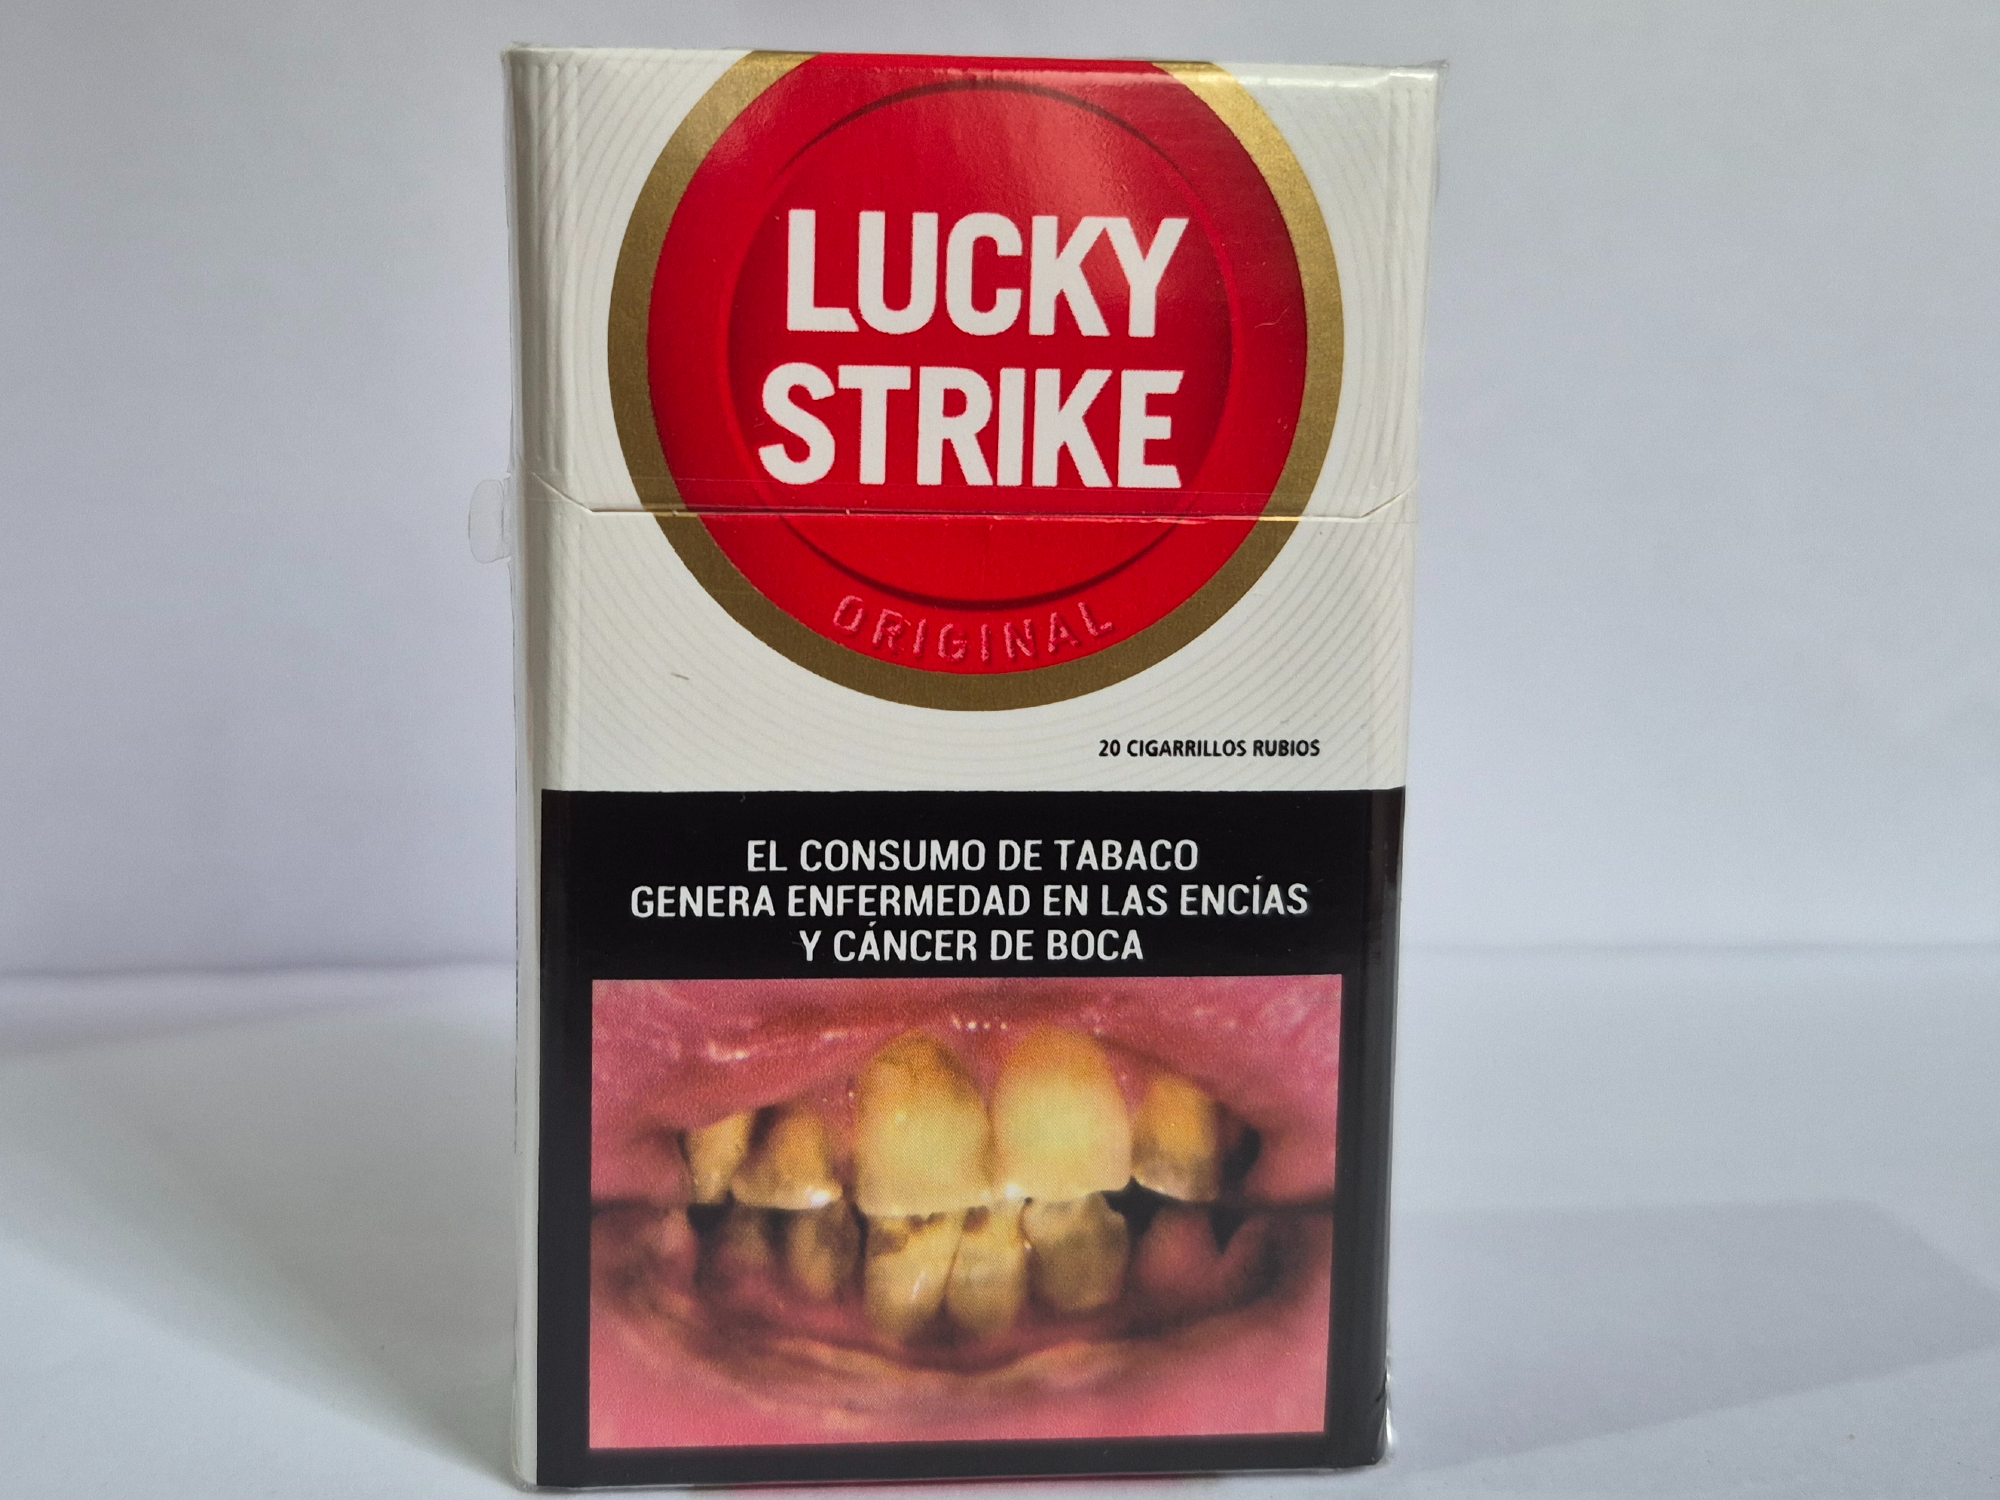 LUCKY
STRIKE
ORIGINAL
20 CIGARRILLOS RUBIOS
EL CONSUMO DE TABACO
GENERA ENFERMEDAD EN LAS ENCÍAS
Y CÁNCER DE BOCA